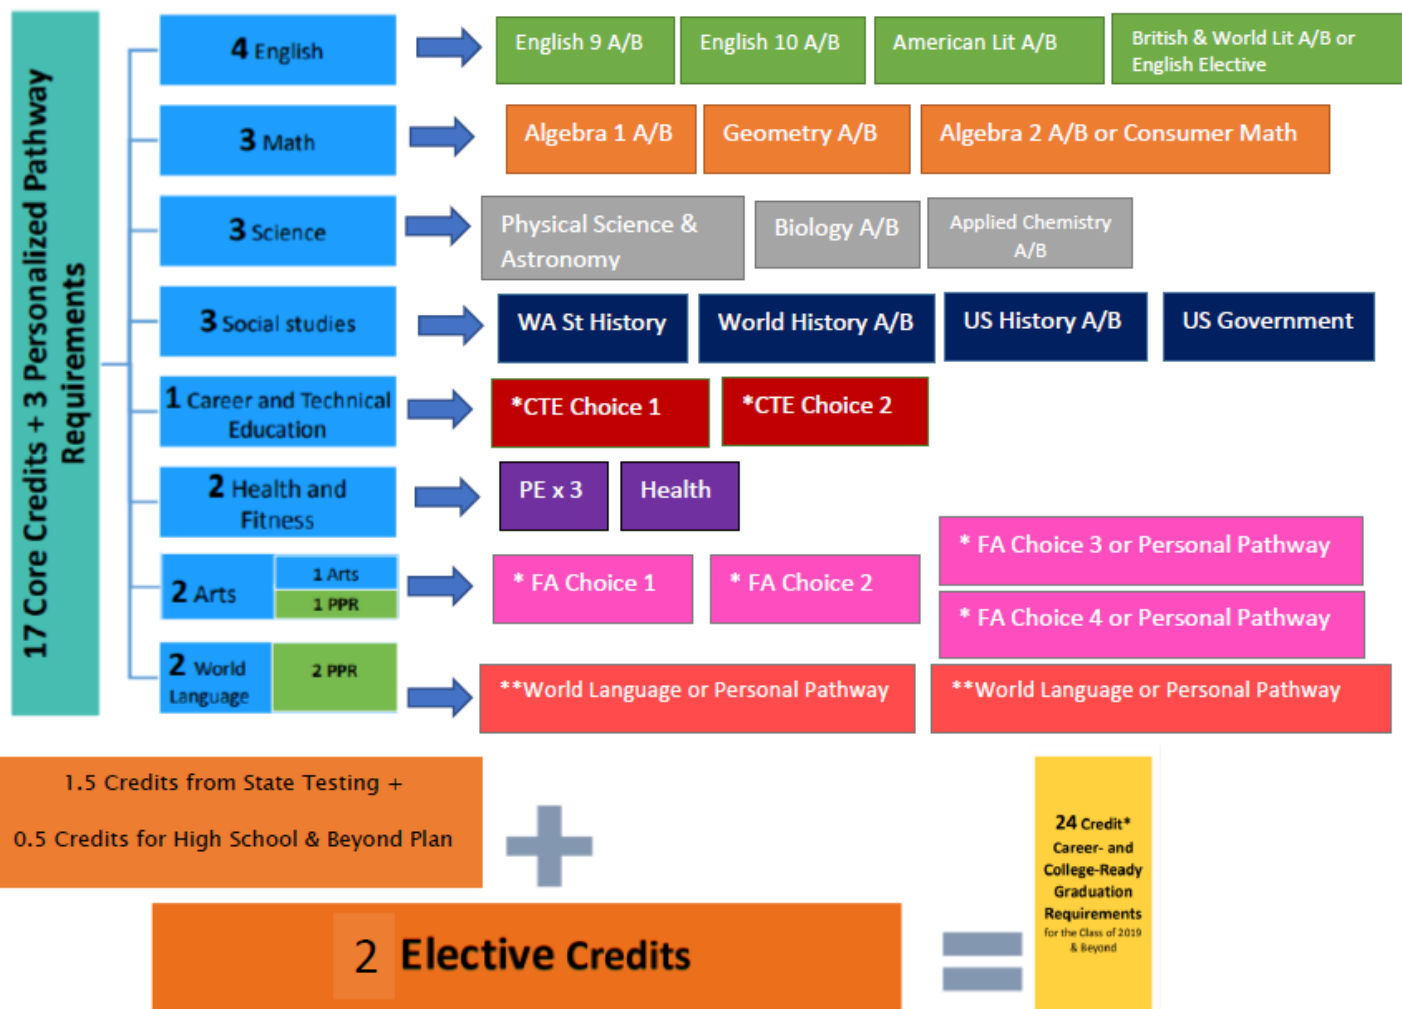 17 Core Credits + 3 Personalized Pathway
Requirements
4 English
English 9 A/B
English 10 A/B
American Lit A/B
British & World Lit A/B or
English Elective
3 Math
Algebra 1 A/B
Geometry A/B
Algebra 2 A/B or Consumer Math
3 Science
Physical Science &
Astronomy
Biology A/B
Applied Chemistry
A/B
3 Social studies
WA St History
World History A/B
US History A/B
US Government
1 Career and Technical
Education
*CTE Choice 1
*CTE Choice 2
2 Health and
Fitness
PE x 3
Health
2 Arts
1 Arts
1 PPR
* FA Choice 1
* FA Choice 2
* FA Choice 3 or Personal Pathway
* FA Choice 4 or Personal Pathway
2 World
Language
2 PPR
**World Language or Personal Pathway
**World Language or Personal Pathway
1.5 Credits from State Testing +
0.5 Credits for High School & Beyond Plan
2 Elective Credits
24 Credit*
Career- and
College-Ready
Graduation
Requirements
for the Class of 2019
& Beyond